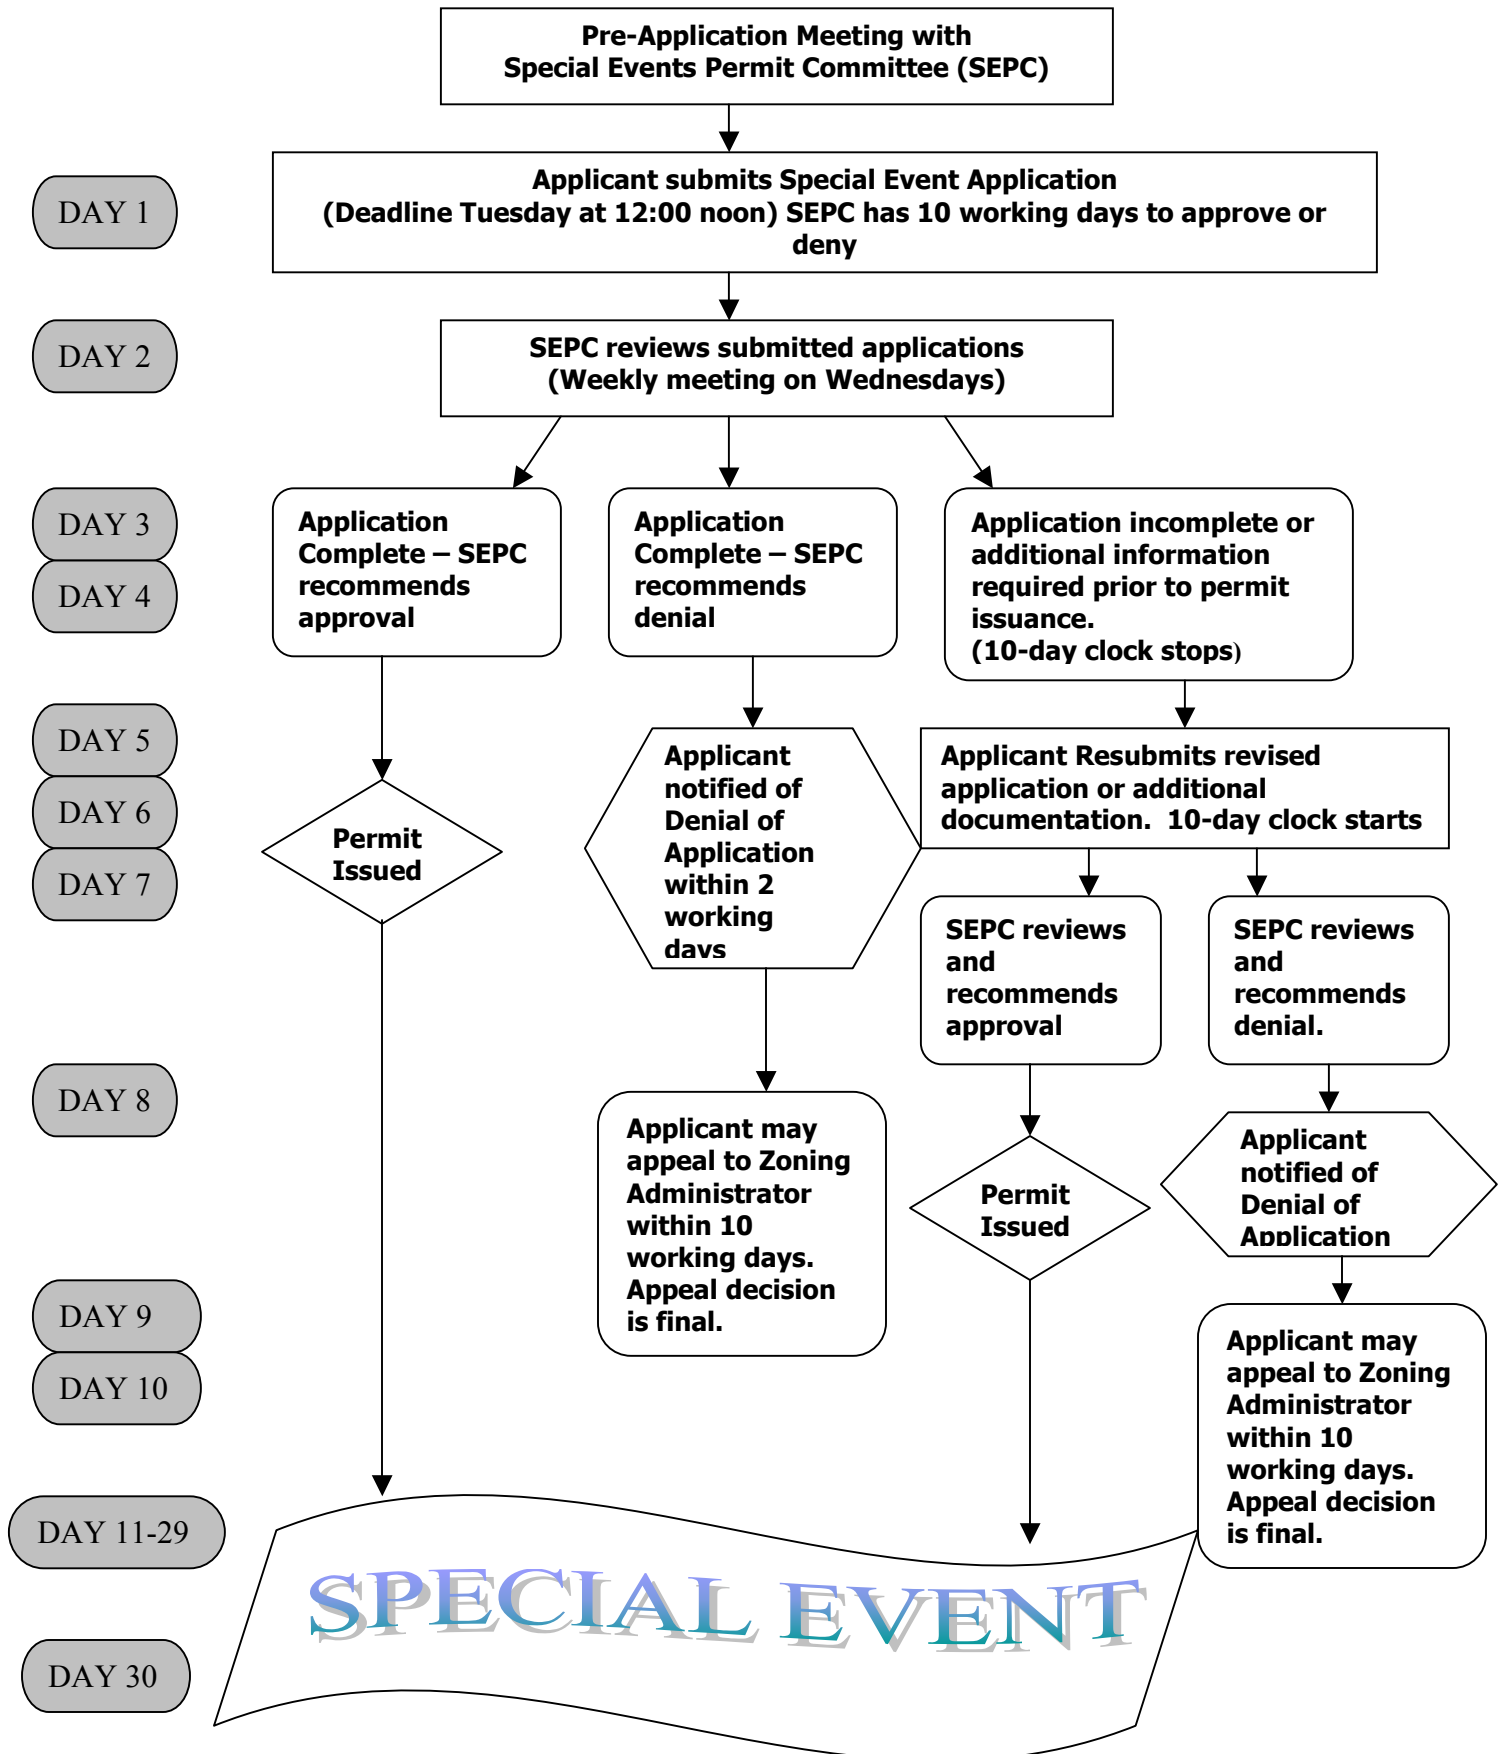 Pre-Application Meeting with
Special Events Permit Committee (SEPC)
DAY 1
Applicant submits Special Event Application
(Deadline Tuesday at 12:00 noon) SEPC has 10 working days to approve or
deny
DAY 2
SEPC reviews submitted applications
(Weekly meeting on Wednesdays)
DAY 3
DAY 4
Application
Complete – SEPC
recommends
approval
Application
Complete – SEPC
recommends
denial
Application incomplete or
additional information
required prior to permit
issuance.
(10-day clock stops)
DAY 5
DAY 6
DAY 7
Permit
Issued
Applicant
notified of
Denial of
Application
within 2
working
days
Applicant Resubmits revised
application or additional
documentation.  10-day clock starts
SEPC reviews
and
recommends
approval
SEPC reviews
and
recommends
denial.
DAY 8
Applicant may
appeal to Zoning
Administrator
within 10
working days.
Appeal decision
is final.
Permit
Issued
Applicant
notified of
Denial of
Application
DAY 9
DAY 10
Applicant may
appeal to Zoning
Administrator
within 10
working days.
Appeal decision
is final.
DAY 11-29
SPECIAL EVENT
DAY 30